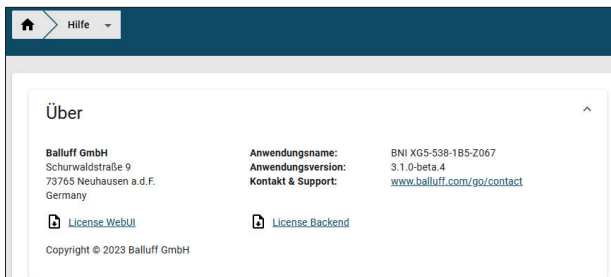 Hilfe
Über
Balluff GmbH
Schurwaldstraße 9
73765 Neuhausen a.d.F.
Germany
Anwendungsname: BNI XG5-538-1B5-Z067
Anwendungsversion: 3.1.0-beta.4
Kontakt & Support: www.balluff.com/go/contact
License WebUI
License Backend
Copyright © 2023 Balluff GmbH